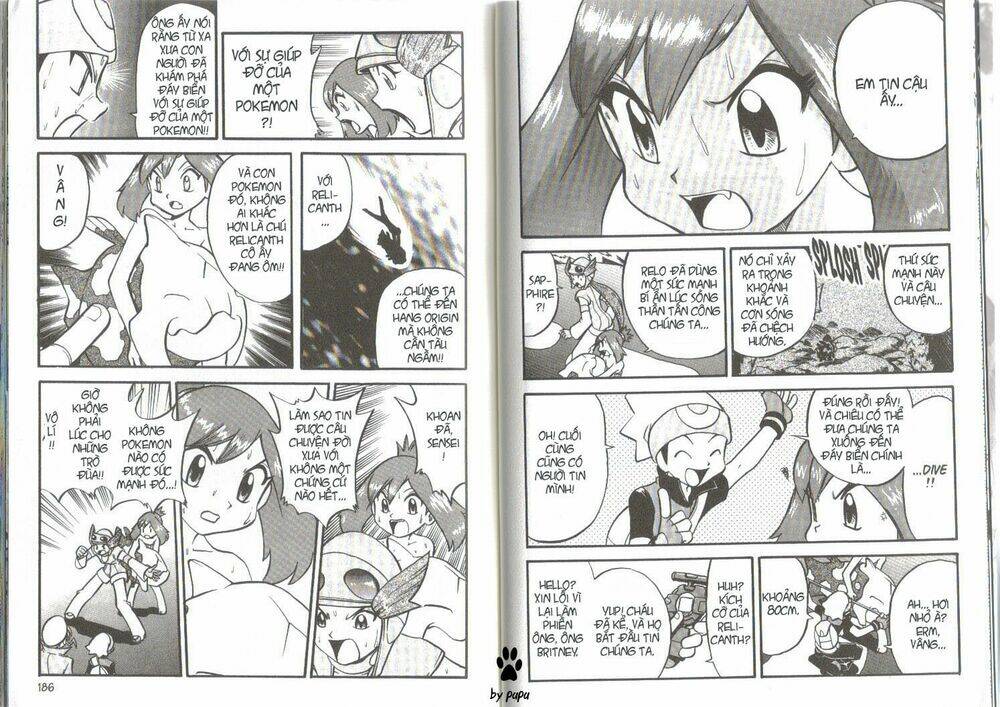 ÔNG ẤY NÓI
RẰNG TỪ XA
XƯA CON
NGƯỜI ĐÃ
KHÁM PHÁ
ĐÁY BIỂN
VỚI SỰ GIÚP
ĐỠ CỦA MỘT
POKEMON!!
VỚI SỰ GIÚP
ĐỠ CỦA
MỘT
POKEMON
?!
VÂNG!
VÀ CON
POKEMON
ĐÓ, KHÔNG
AI KHÁC
HƠN LÀ CHÚ
RELICANTH
CÔ ẤY
ĐANG ÔM!!
VỚI
RELI-
CANTH
...
...CHÚNG TA
CÓ THỂ ĐẾN
HANG ORIGIN
MÀ KHÔNG
CẦN TÀU
NGẦM!!
VÔ
LÍ
!!
GIỜ
KHÔNG
PHẢI
LÚC CHO
NHỮNG
TRÒ
ĐÙA!!
KHÔNG
POKEMON
NÀO CÓ
ĐƯỢC SỨC
MẠNH ĐÓ...
LÀM SAO TIN
ĐƯỢC CÂU
CHUYỆN ĐỜI
XƯA VỚI
KHÔNG MỘT
CHỨNG CỨ
NÀO HẾT...
KHOAN
ĐÃ,
SENSEI
!
186
EM TIN CẬU
ẤY...
SAP-
PHIRE
?!
RELO ĐÃ DÙNG
MỘT SỨC MẠNH
BÍ ẨN LÚC SÓNG
THẦN TẤN CÔNG
CHÚNG TA...
NÓ CHỈ XẢY
RA TRONG
KHOẢNH
KHẮC VÀ
CƠN SÓNG
ĐÃ CHỆCH
HƯỚNG.
SPLOSH SPL
THỨ SỨC
MẠNH NÀY
VÀ CÂU
CHUYỆN...
OH! CUỐI
CÙNG
CŨNG CÓ
NGƯỜI TIN
MÌNH!
ĐÚNG RỒI ĐẤY!
VÀ CHIÊU CÓ THỂ
ĐƯA CHÚNG TA
XUỐNG ĐẾN
ĐÁY BIỂN CHÍNH
LÀ...
...DIVE
!!
HELLO?
XIN LỖI VÌ
LẠI LÀM
PHIỀN
ÔNG, ÔNG
BRITNEY.
YUP! CHÁU
ĐÃ KỂ, VÀ HỌ
BẮT ĐẦU TIN
CHÚNG TA.
HUH?
KÍCH
CỠ CỦA
RELI-
CANTH?
KHOẢNG
80CM.
AH... HƠI
NHỎ À?
ERM,
VÂNG...
by papu